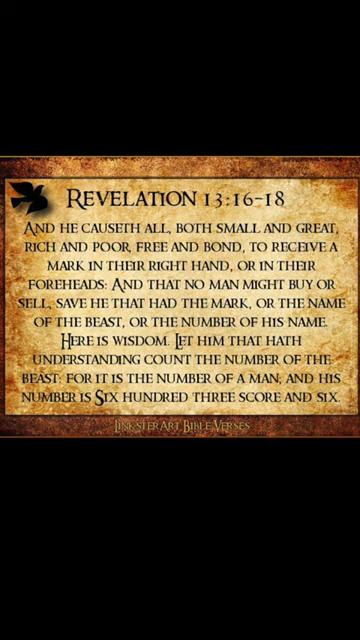 Revelation 13:16-18
And he causeth all, both small and great,
rich and poor, free and bond, to receive a
mark in their right hand, or in their
foreheads: And that no man might buy or
sell, save he that had the mark, or the name
of the beast, or the number of his name.
Here is wisdom. Let him that hath
understanding count the number of the
beast: for it is the number of a man; and his
number is Six hundred three score and six.
LinksterArt Bible Verses